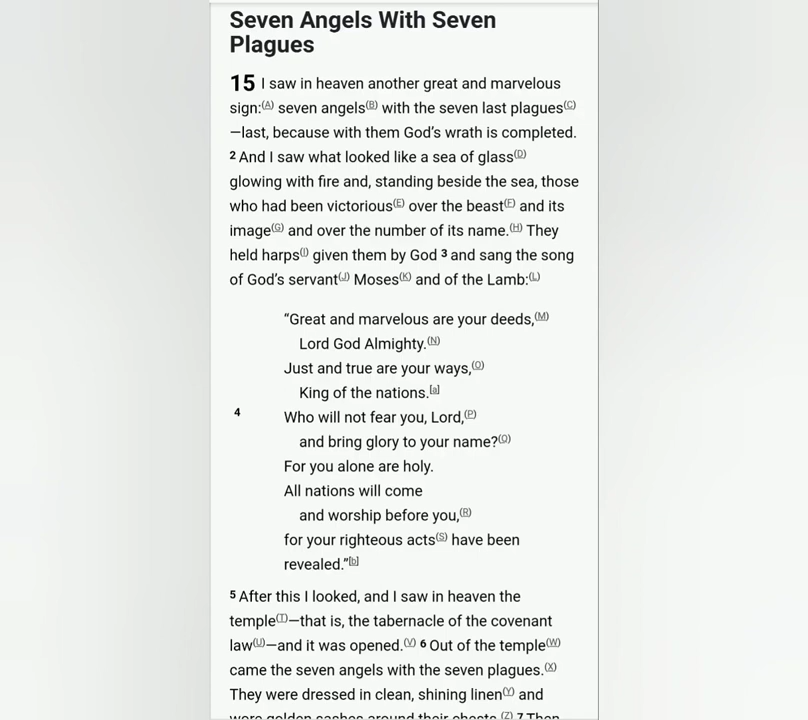 Seven Angels With Seven
Plagues
15 I saw in heaven another great and marvelous
sign:(A) seven angels(B) with the seven last plagues(C)
—last, because with them God’s wrath is completed.
2 And I saw what looked like a sea of glass(D)
glowing with fire and, standing beside the sea, those
who had been victorious(E) over the beast(F) and its
image(G) and over the number of its name.(H) They
held harps(I) given them by God 3 and sang the song
of God’s servant(J) Moses(K) and of the Lamb:(L)
“Great and marvelous are your deeds,(M)
Lord God Almighty.(N)
Just and true are your ways,(O)
King of the nations.[a]
4 Who will not fear you, Lord,(P)
and bring glory to your name?(Q)
For you alone are holy.
All nations will come
and worship before you,(R)
for your righteous acts(S) have been
revealed.”[b]
5 After this I looked, and I saw in heaven the
temple(T)—that is, the tabernacle of the covenant
law(U)—and it was opened.(V) 6 Out of the temple(W)
came the seven angels with the seven plagues.(X)
They were dressed in clean, shining linen(Y) and
wore golden sashes around their chests.(Z) 7 Then